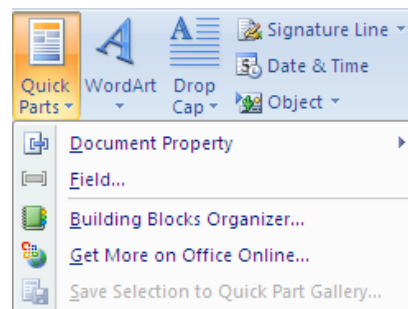 Quick Parts
WordArt
Drop Cap
Signature Line
Date & Time
Object
Document Property
Field...
Building Blocks Organizer...
Get More on Office Online...
Save Selection to Quick Part Gallery...